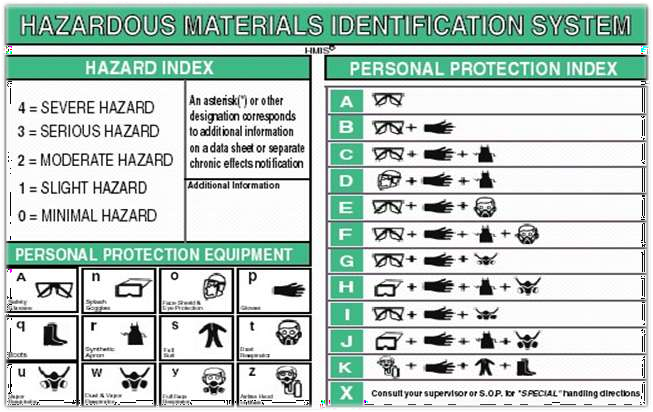 HAZARDOUS MATERIALS IDENTIFICATION SYSTEM
HMIS®
HAZARD INDEX
4 = SEVERE HAZARD
3 = SERIOUS HAZARD
2 = MODERATE HAZARD
1 = SLIGHT HAZARD
0 = MINIMAL HAZARD
An asterisk(*) or other
designation corresponds
to additional information
on a data sheet or separate
chronic effects notification
Additional Information
PERSONAL PROTECTION EQUIPMENT
A
Safety
Glasses
n
Splash
Goggles
o
Face Shield &
Eye Protection
p
Gloves
q
Boots
r
Synthetic
Apron
s
Full
Suit
t
Dust
Respirator
u
Vapor
Respirator
w
Dust & Vapor
Respirator
y
Full Face
Respirator
z
Airline Hood
PERSONAL PROTECTION INDEX
A
B + 
C + +
D + +
E + +
F + + +
G + +
H + + +
I + +
J + + +
K + + +
X Consult your supervisor or S.O.P. for "SPECIAL" handling directions